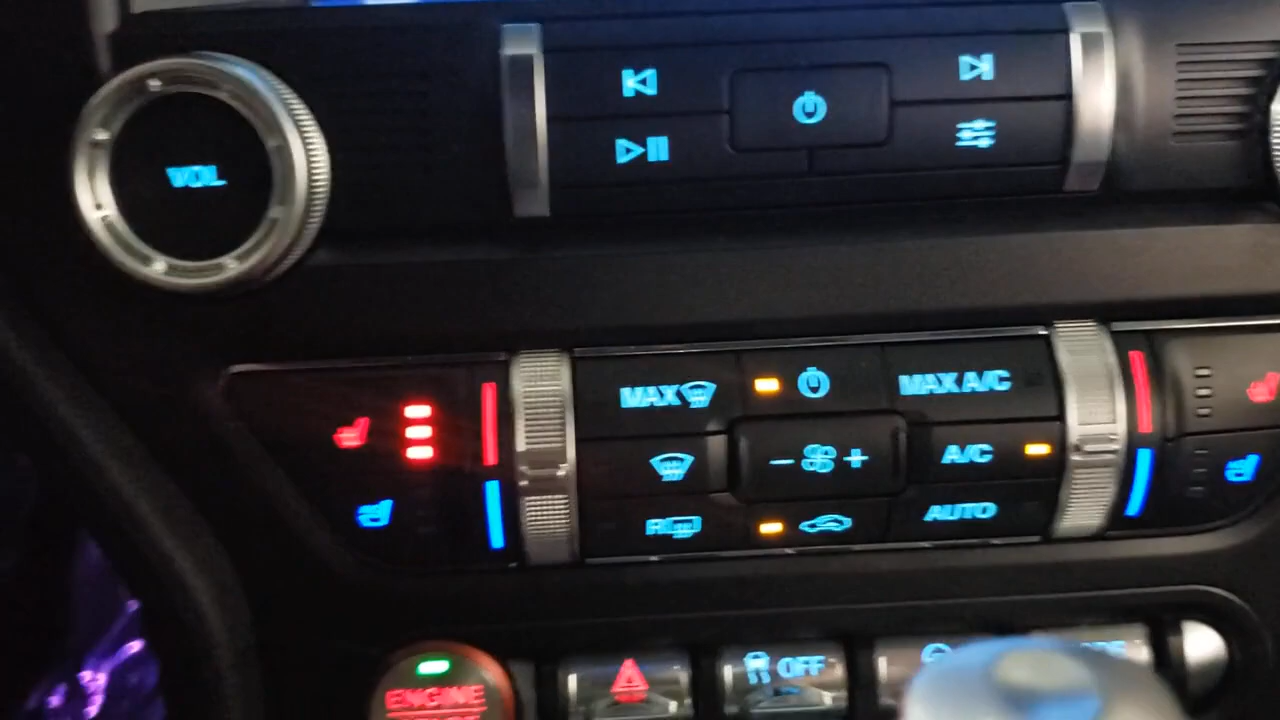 VOL
MAX
MAX A/C
A/C
R
AUTO
OFF
ENGINE